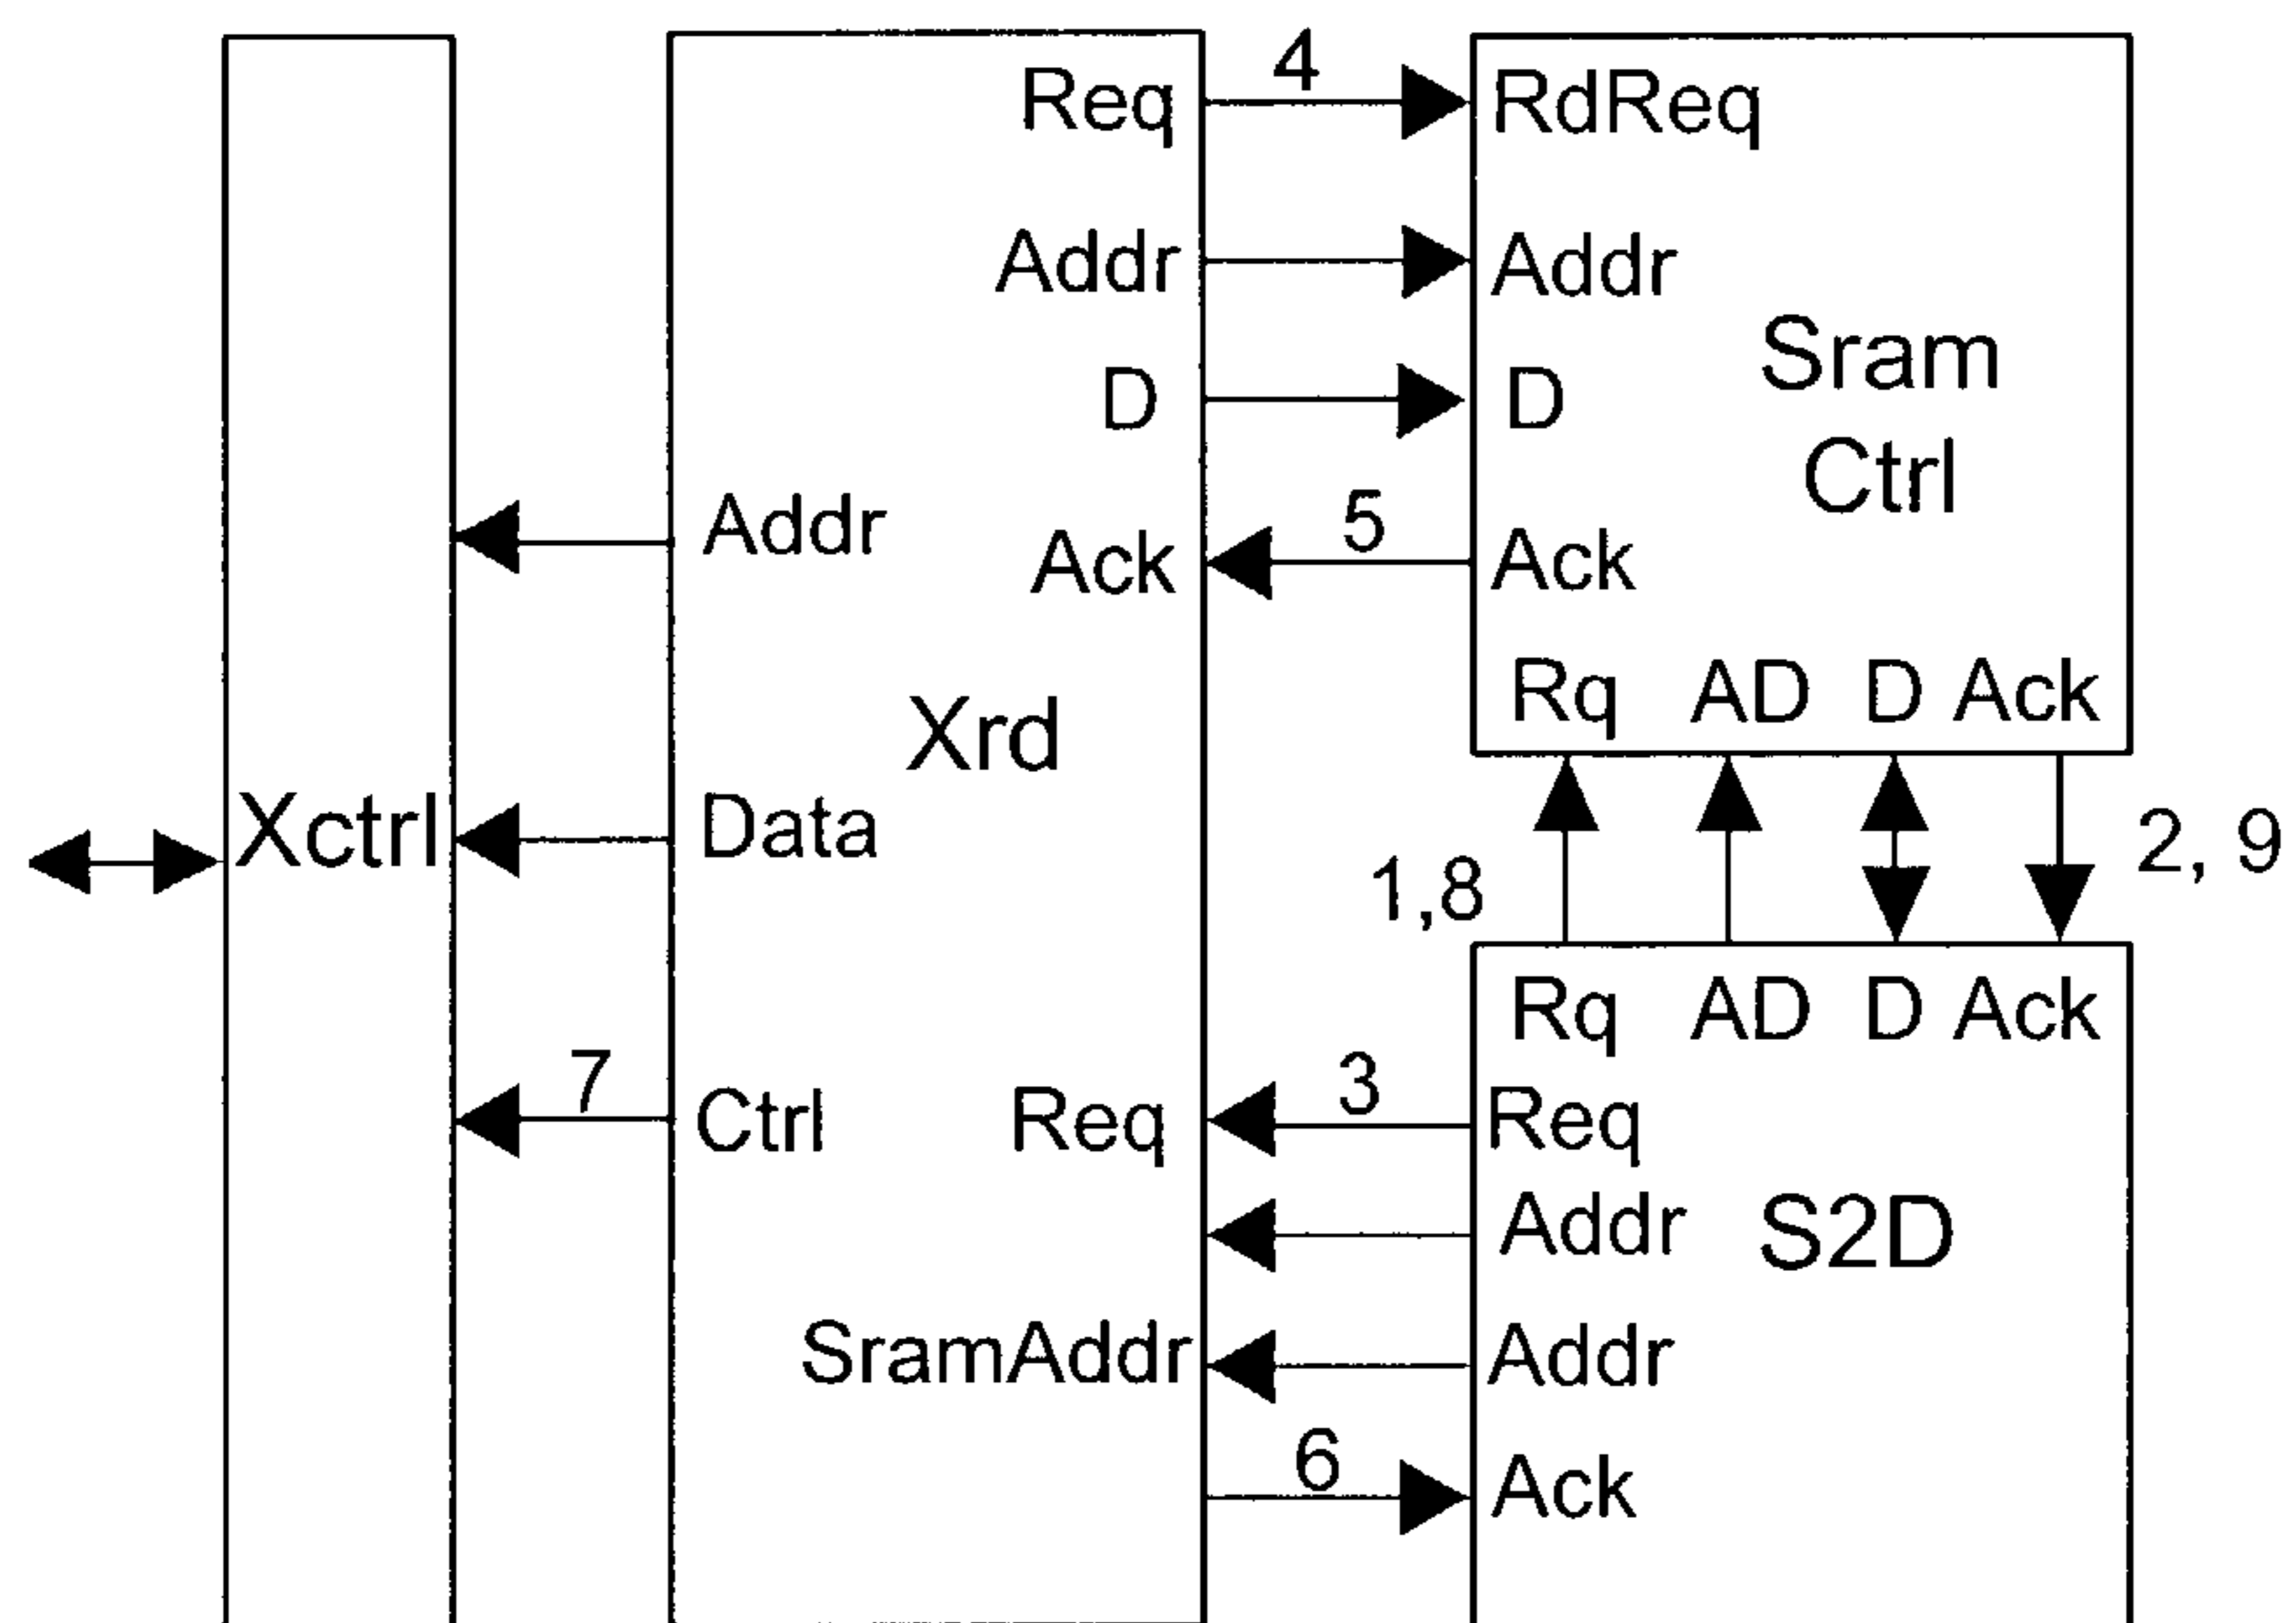 4
Req
RdReq
Addr
Addr
Sram
Ctrl
D
D
Addr
5
Ack
Ack
Rq AD D Ack
Xrd
Xctrl
Data
1,8
2, 9
Rq AD D Ack
7
Ctrl
3
Req
Req
Addr
S2D
SramAddr
Addr
6
Ack